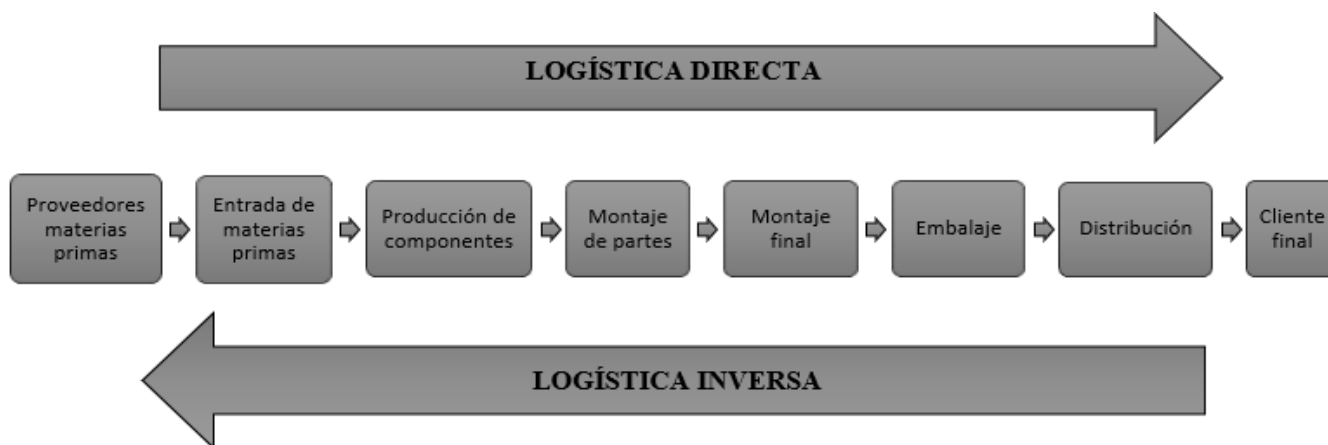 LOGÍSTICA DIRECTA
Proveedores
materias
primas
Entrada de
materias
primas
Producción de
componentes
Montaje
de partes
Montaje
final
Embalaje
Distribución
Cliente
final
LOGÍSTICA INVERSA